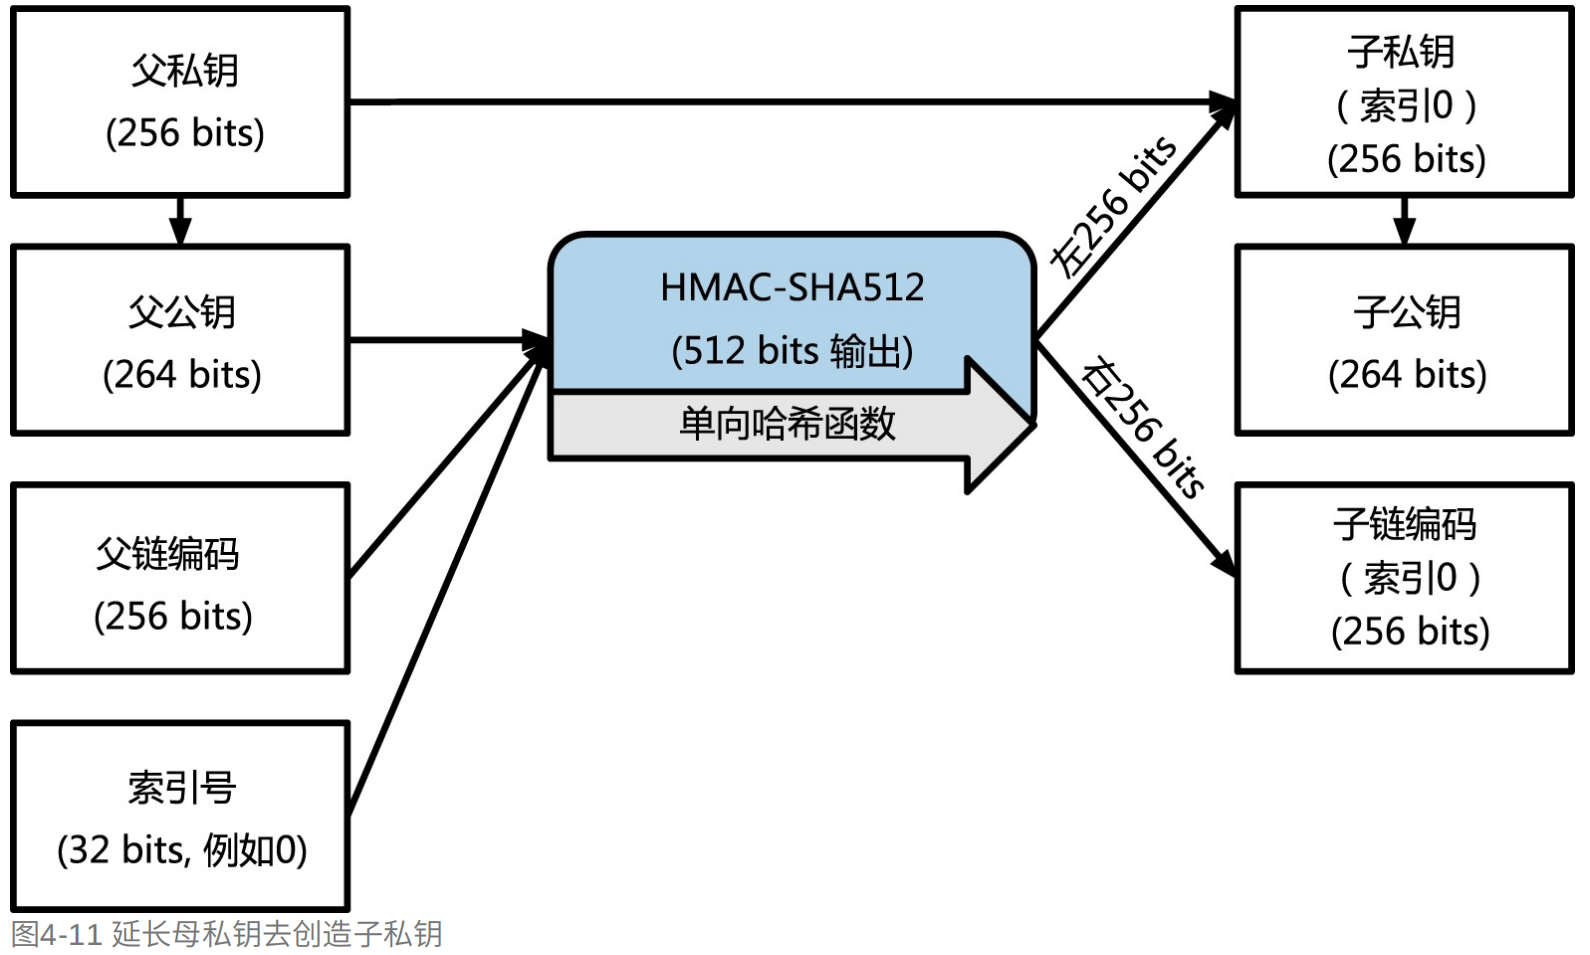 父私钥
(256 bits)
父公钥
(264 bits)
父链编码
(256 bits)
索引号
(32 bits, 例如0)
HMAC-SHA512
(512 bits 输出)
单向哈希函数
左256 bits
右256 bits
子私钥
（索引0）
(256 bits)
子公钥
(264 bits)
子链编码
（索引0）
(256 bits)
图4-11 延长母私钥去创造子私钥